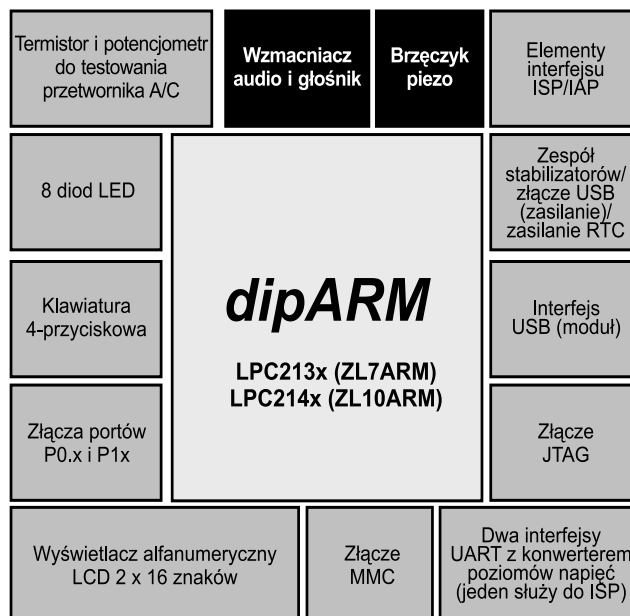 Termistor i potencjometr
do testowania
przetwornika A/C
Wzmacniacz
audio i głośnik
Brzęczyk
piezo
Elementy
interfejsu
ISP/IAP
8 diod LED
Zespół
stabilizatorów/
złącze USB
(zasilanie)/
zasilanie RTC
dipARM
LPC213x (ZL7ARM)
LPC214x (ZL10ARM)
Klawiatura
4-przyciskowa
Interfejs
USB (moduł)
Złącza portów
P0.x i P1x
Złącze
JTAG
Wyświetlacz alfanumeryczny
LCD 2 x 16 znaków
Złącze
MMC
Dwa interfejsy
UART z konwerterem
poziomów napięć
(jeden służy do ISP)